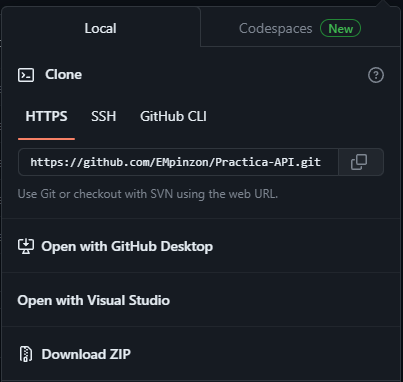 Local
Codespaces New
Clone
HTTPS SSH GitHub CLI
https://github.com/EMpinzon/Practica-API.git
Use Git or checkout with SVN using the web URL.
Open with GitHub Desktop
Open with Visual Studio
Download ZIP